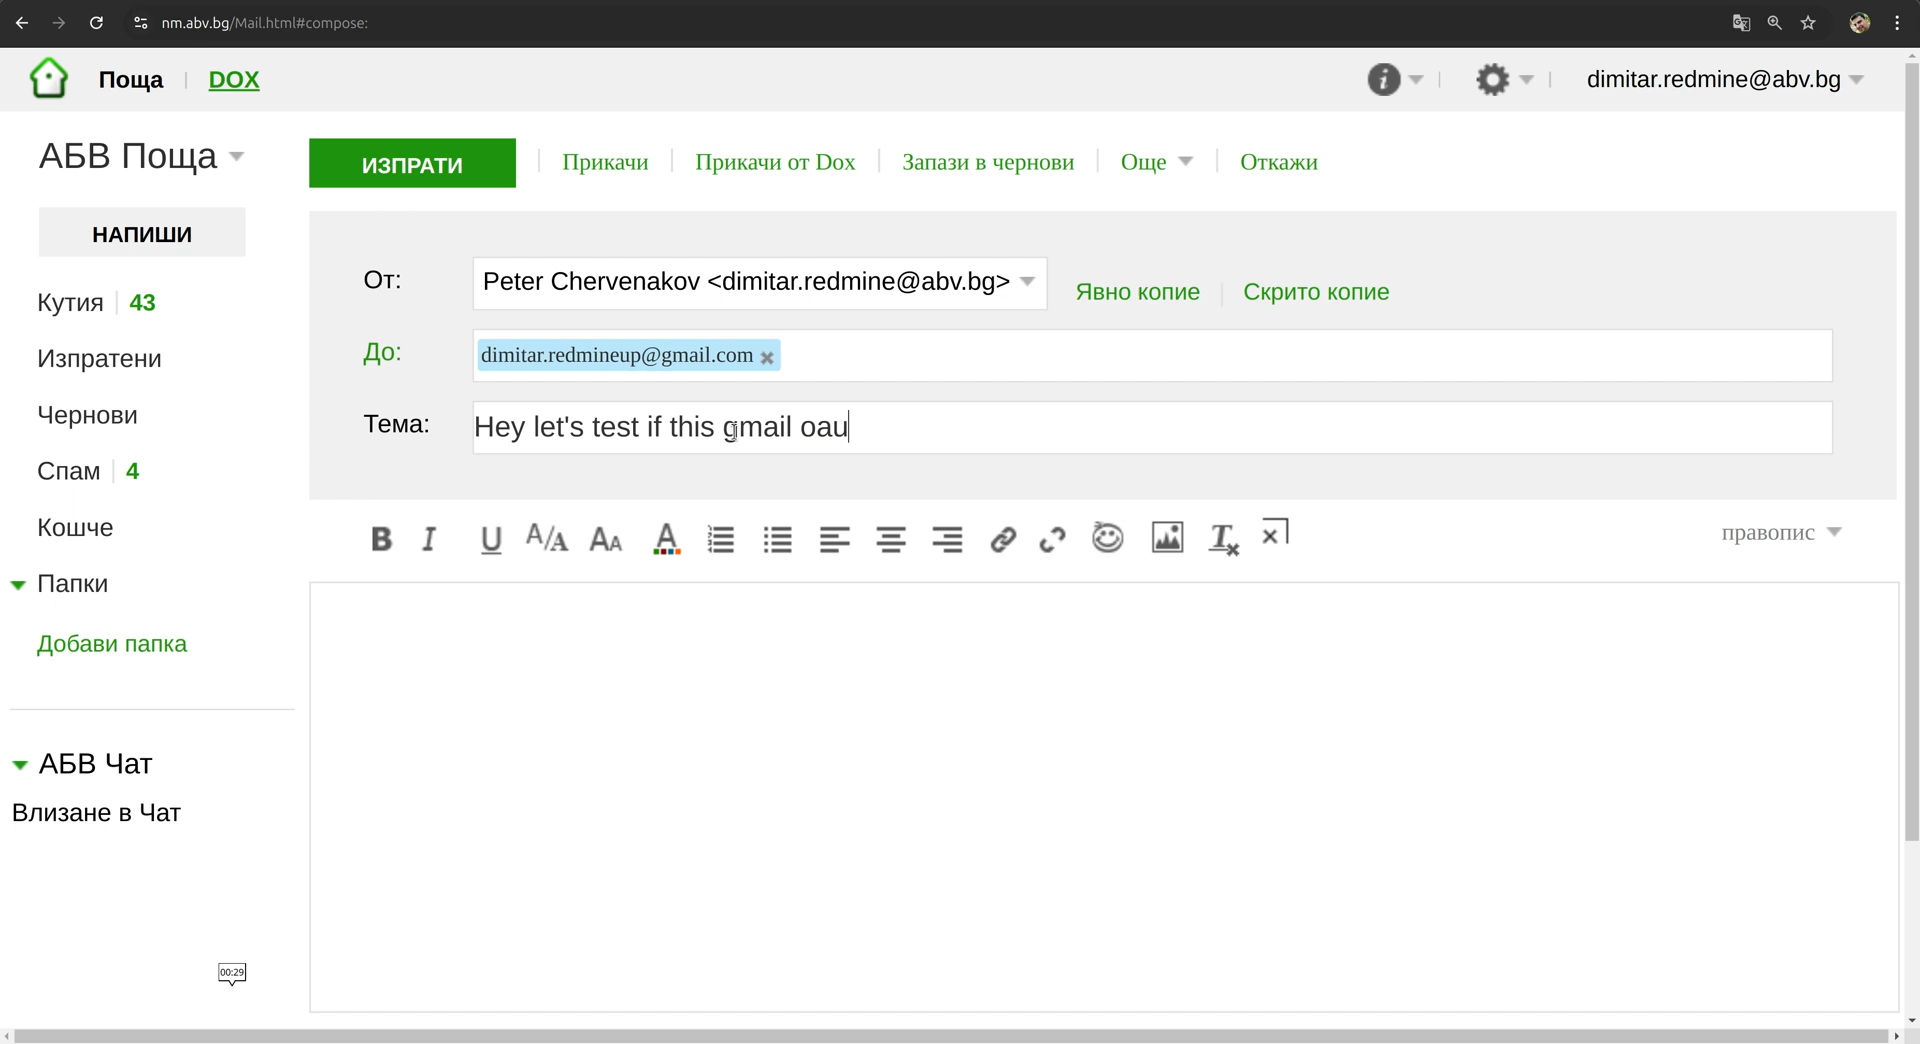 nm.abv.bg/Mail.html#compose:
Поща
DOX
dimitar.redmine@abv.bg
АБВ Поща
ИЗПРАТИ
Прикачи
Прикачи от Dox
Запази в чернови
Още
Откажи
НАПИШИ
Кутия 43
Изпратени
Чернови
Спам 4
Кошче
Папки
Добави папка
АБВ Чат
Влизане в Чат
От: Peter Chervenakov <dimitar.redmine@abv.bg>
Явно копие
Скрито копие
До: dimitar.redmineup@gmail.com
Тема: Hey let's test if this gmail oau
правопис
00:29